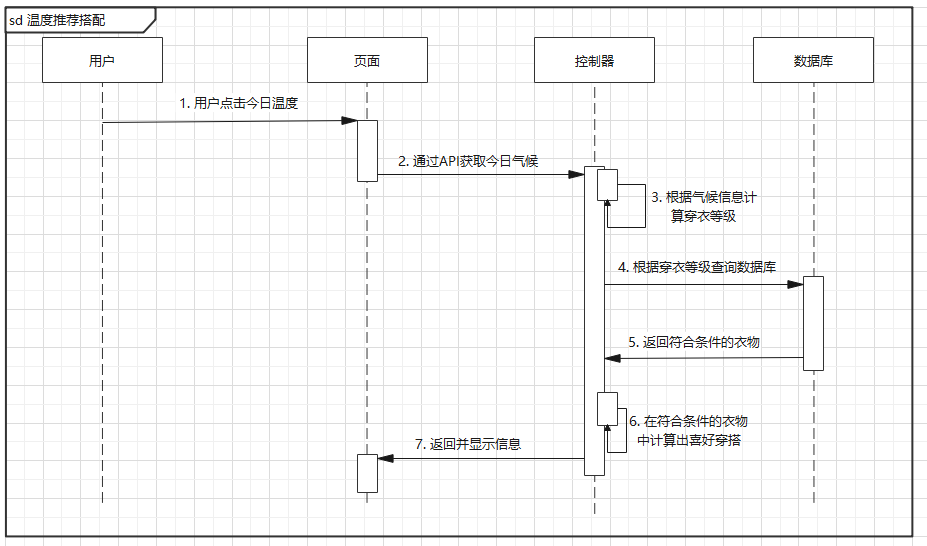 sd 温度推荐搭配
用户
页面
控制器
数据库
1. 用户点击今日温度
2. 通过API获取今日气候
3. 根据气候信息计
算穿衣等级
4. 根据穿衣等级查询数据库
5. 返回符合条件的衣物
6. 在符合条件的衣物
中计算出喜好穿搭
7. 返回并显示信息